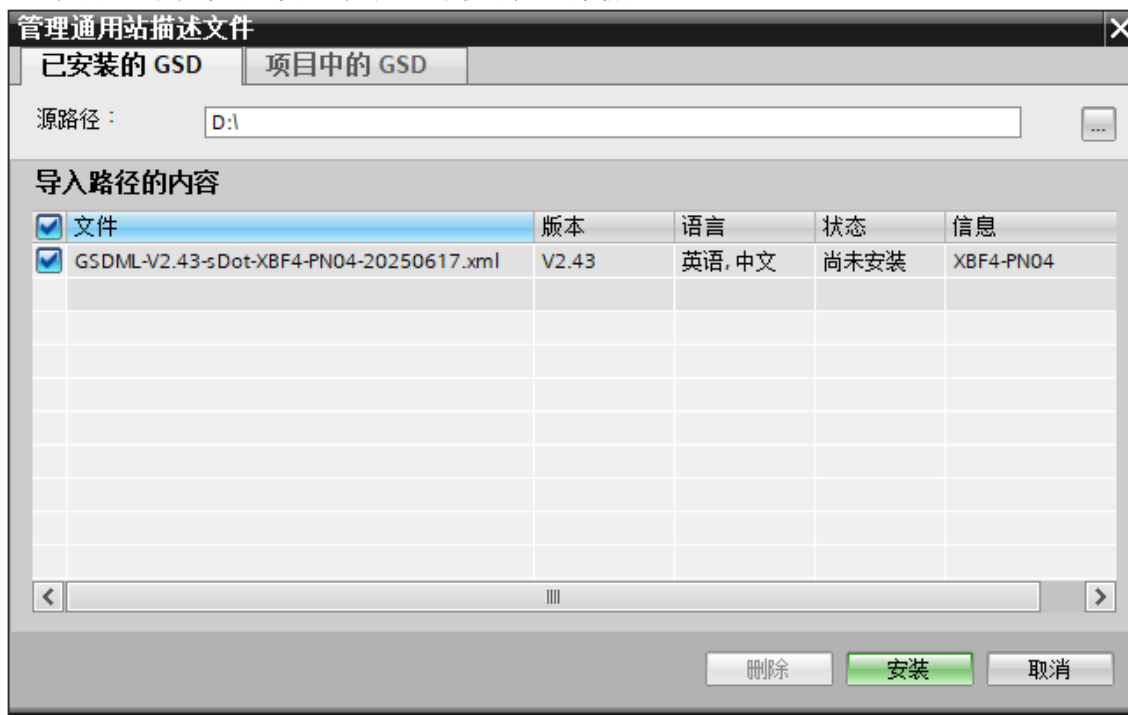 管理通用站描述文件
已安装的 GSD 项目中的 GSD
源路径： D:\ ...
导入路径的内容
文件 版本 语言 状态 信息
GSDML-V2.43-sDot-XBF4-PN04-20250617.xml V2.43 英语, 中文 尚未安装 XBF4-PN04
删除 安装 取消